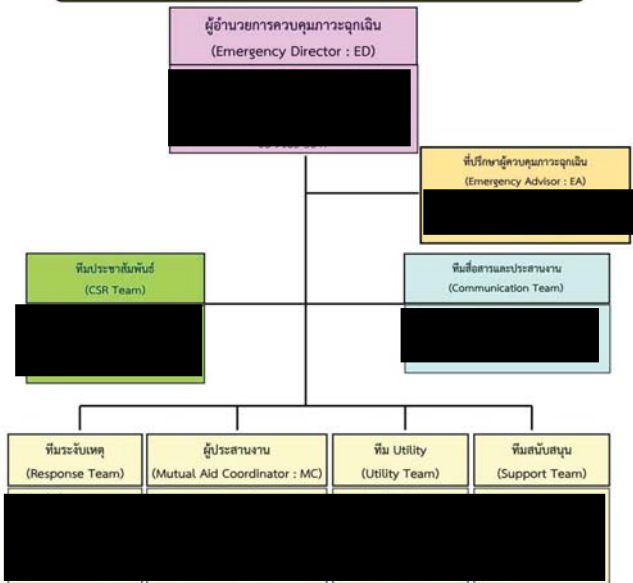 ผู้อำนวยการควบคุมภาวะฉุกเฉิน
(Emergency Director : ED)
ที่ปรึกษาผู้ควบคุมภาวะฉุกเฉิน
(Emergency Advisor : EA)
ทีมประชาสัมพันธ์
(CSR Team)
ทีมสื่อสารและประสานงาน
(Communication Team)
ทีมระงับเหตุ
(Response Team)
ผู้ประสานงาน
(Mutual Aid Coordinator : MC)
ทีม Utility
(Utility Team)
ทีมสนับสนุน
(Support Team)